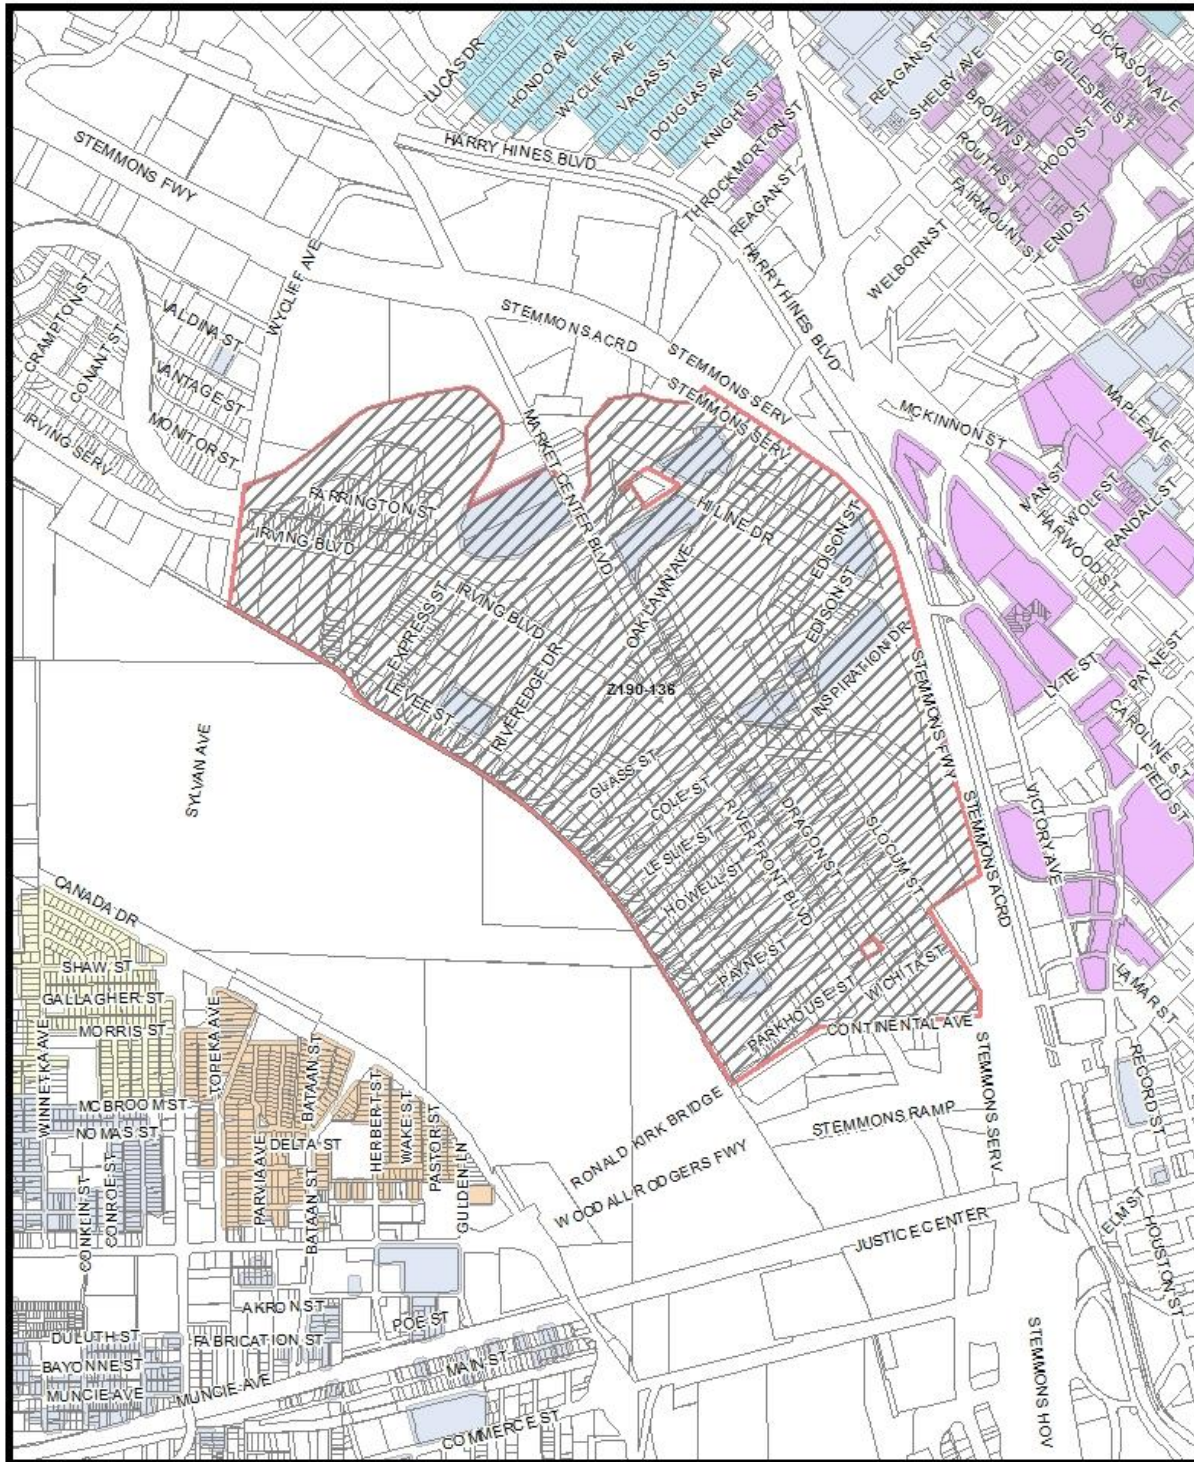 LUCAS DR
HONDO AVE
WYCLIFF AVE
VAGAS ST
DOUGLAS AVE
KNIGHT ST
THROCKMORTON ST
REAGAN ST
REAGAN ST
SHELBY AVE
BROWN ST
ROUTH ST
FAIRMOUNT ST
HOOD ST
ENID ST
GILLESPIE ST
DICKASON AVE
STEMMONS FWY
HARRY HINES BLVD
HARRY HINES BLVD
WELBORN ST
WYCLIFF AVE
CRAMPTON ST
CONANT ST
VALDINA ST
VANTAGE ST
MONITOR ST
IRVING SERV
STEMMONS ACRD
STEMMONS SERV
STEMMONS SERV
MARKET CENTER BLVD
MCKINNON ST
MAPLE AVE
IVAN ST
WOLF ST
HARWOOD ST
RANDALL ST
FARRINGTON ST
IRVING BLVD
HI LINE DR
EDISON ST
EDISON ST
OAK LAWN AVE
EXPRESS ST
IRVING BLVD
LEVEE ST
RIVEREDGE DR
Z190-136
INSPIRATION DR
STEMMONS FWY
LYTE ST
PAYNE ST
CAROLINE ST
FIELD ST
SYLVAN AVE
GLASS ST
COLE ST
LESLIE ST
HOWELL ST
RIVERFRONT BLVD
DRAGON ST
SLOCUM ST
STEMMONS ACRD
VICTORY AVE
CANADA DR
PAYNE ST
PARKHOUSE ST
WICHITA ST
CONTINENTAL AVE
LAMAR ST
SHAW ST
GALLAGHER ST
MORRIS ST
WINNETKA AVE
TOPEKA AVE
BATAAN ST
MCBROOM ST
NOMAS ST
DELTA ST
HERBERT ST
WAKE ST
PASTOR ST
GULDEN LN
CONKLIN ST
CONROE ST
PARVIA AVE
BATAAN ST
RONALD KIRK BRIDGE
WOODALL RODGERS FWY
STEMMONS RAMP
STEMMONS SERV
RECORD ST
JUSTICE CENTER
ELM ST
HOUSTON ST
AKRON ST
POE ST
DULUTH ST
FABRICATION ST
BAYONNE ST
MUNCIE AVE
MUNCIE AVE
MAIN ST
COMMERCE ST
STEMMONS HOV